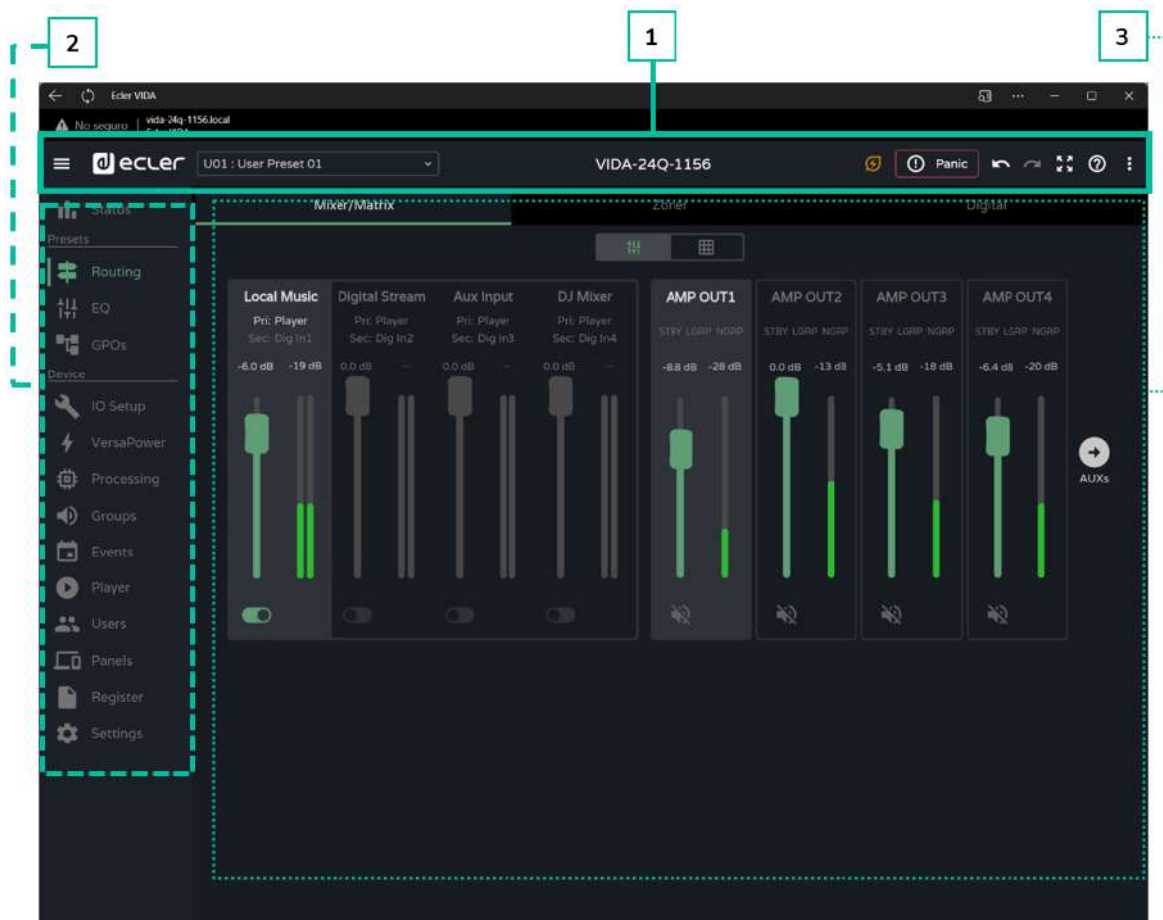 2
1
3
Ecler VIDA
No seguro | vida-24q-1156.local
Ecler VIDA
ecler
U01 : User Preset 01
VIDA-24Q-1156
Panic
Status
Mixer/Matrix
Zoner
Digital
Presets
Routing
EQ
GPOs
Device
IO Setup
VersaPower
Processing
Groups
Events
Player
Users
Panels
Register
Settings
Local Music
Pri: Player
Sec: Dig In1
-6.0 dB -19 dB
Digital Stream
Pri: Player
Sec: Dig In2
0.0 dB --
Aux Input
Pri: Player
Sec: Dig In3
0.0 dB --
DJ Mixer
Pri: Player
Sec: Dig In4
0.0 dB --
AMP OUT1
STBY LGRP NGRP
-8.8 dB -28 dB
AMP OUT2
STBY LGRP NGRP
0.0 dB -13 dB
AMP OUT3
STBY LGRP NGRP
-5.1 dB -18 dB
AMP OUT4
STBY LGRP NGRP
-6.4 dB -20 dB
AUXs